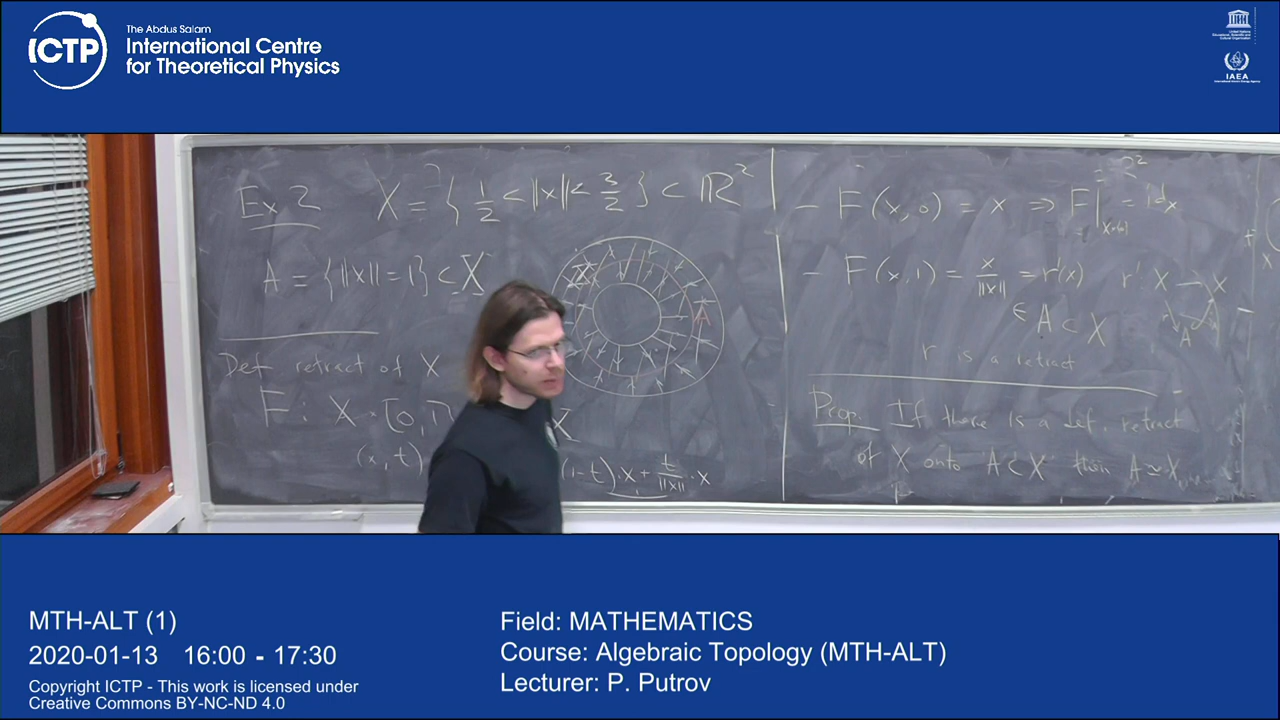 ICTP
The Abdus Salam
International Centre
for Theoretical Physics
IAEA
Ex 2 X = { 1/2 < ||x|| < 3/2 } ⊂ ℝ²
A = { ||x|| = 1 } ⊂ X
X
A
Def retract of X
F : X × [0,1]
X
(x, t)
(1-t)·x + t/||x|| · x
- F(x,0) = x ⇒ F| = id_X
- F(x,1) = x/||x|| = r'(x) r' X → X
∈ A ⊂ X
A
r is a retract
Prop. If there is a def. retract
of X onto A ⊂ X then A ≃ X
MTH-ALT (1)
2020-01-13 16:00 - 17:30
Copyright ICTP - This work is licensed under
Creative Commons BY-NC-ND 4.0
Field: MATHEMATICS
Course: Algebraic Topology (MTH-ALT)
Lecturer: P. Putrov